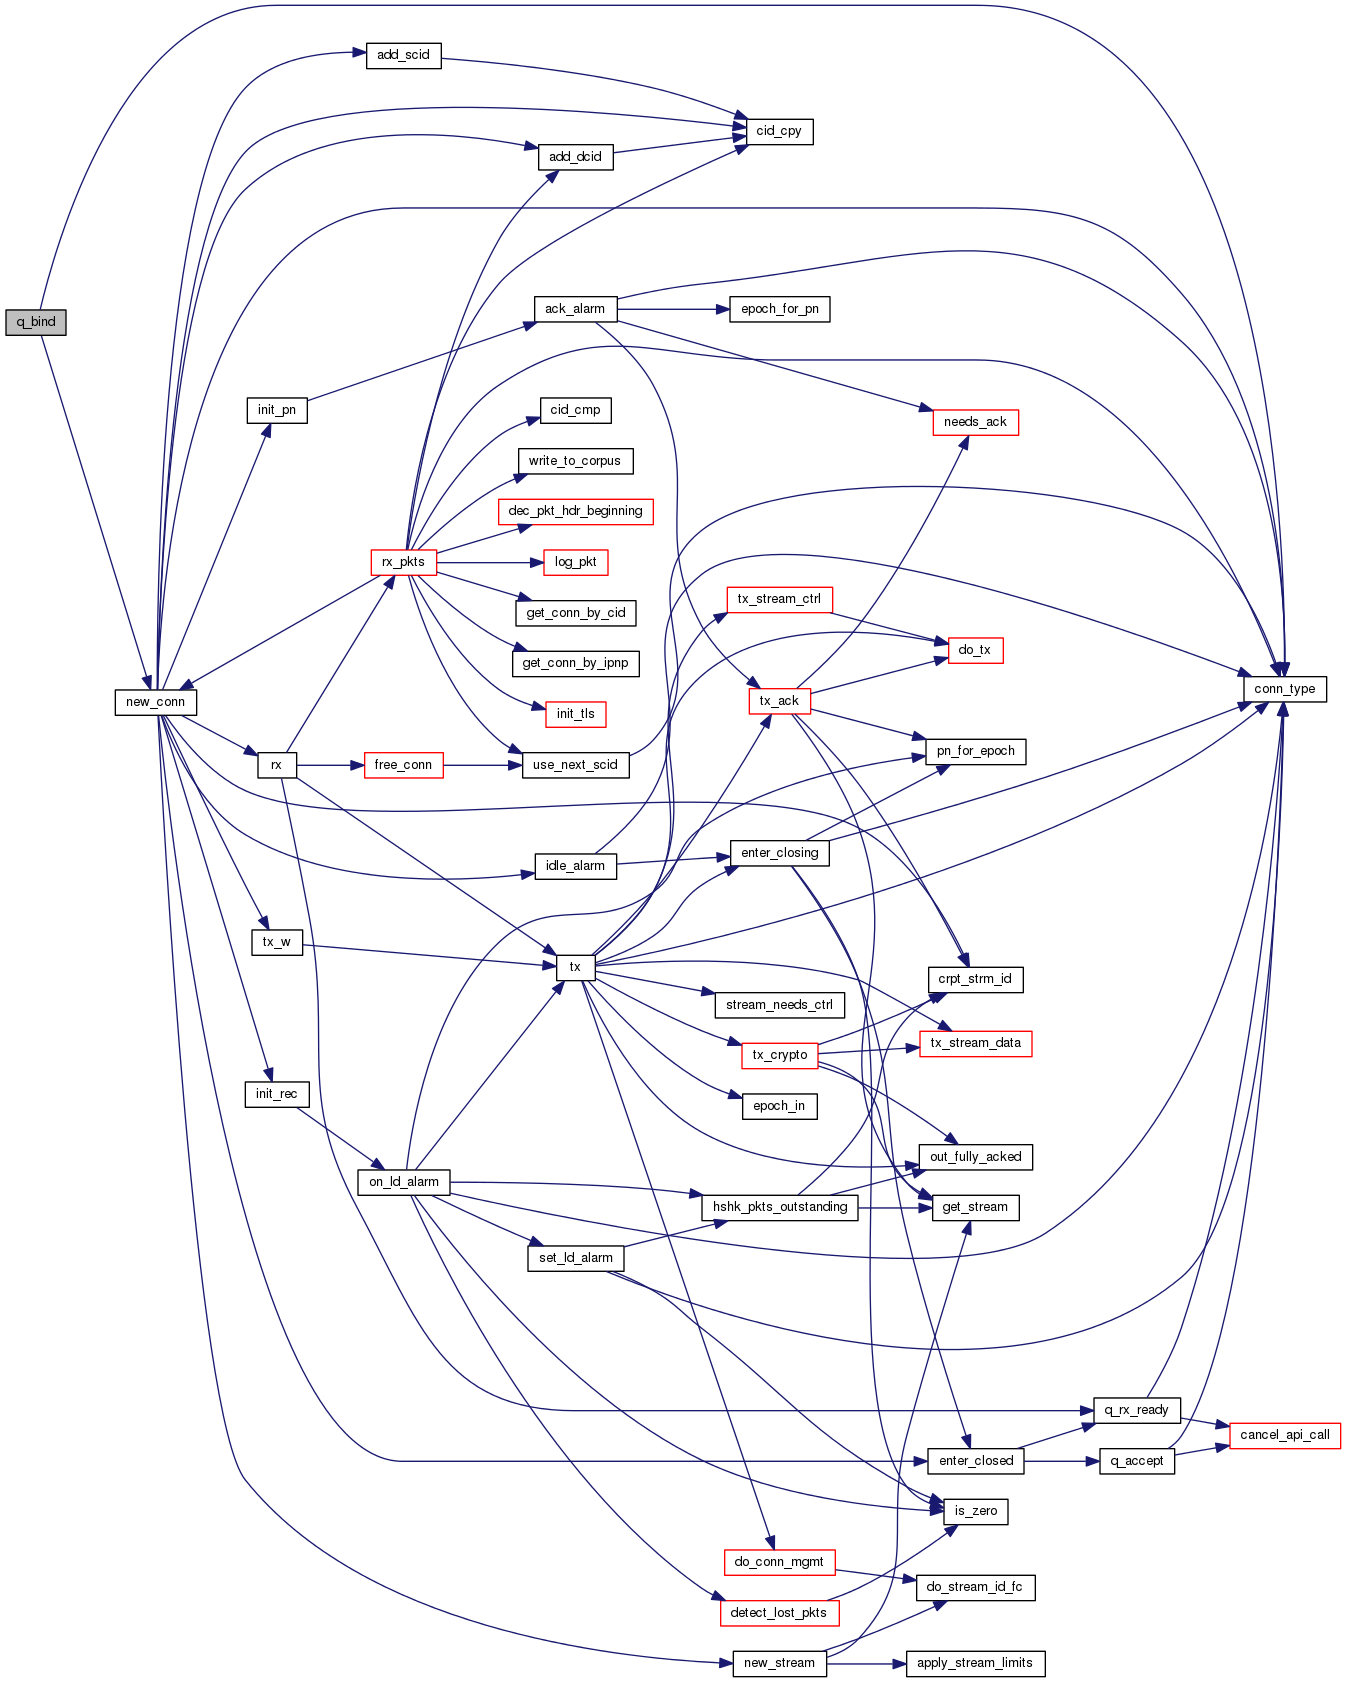 add_scid
cid_cpy
add_dcid
q_bind
ack_alarm
epoch_for_pn
init_pn
cid_cmp
needs_ack
write_to_corpus
dec_pkt_hdr_beginning
rx_pkts
log_pkt
tx_stream_ctrl
get_conn_by_cid
do_tx
get_conn_by_ipnp
conn_type
new_conn
tx_ack
init_tls
pn_for_epoch
rx
free_conn
use_next_scid
enter_closing
idle_alarm
tx_w
tx
crpt_strm_id
stream_needs_ctrl
tx_stream_data
tx_crypto
init_rec
epoch_in
out_fully_acked
on_ld_alarm
hshk_pkts_outstanding
get_stream
set_ld_alarm
q_rx_ready
cancel_api_call
enter_closed
q_accept
is_zero
do_conn_mgmt
do_stream_id_fc
detect_lost_pkts
new_stream
apply_stream_limits